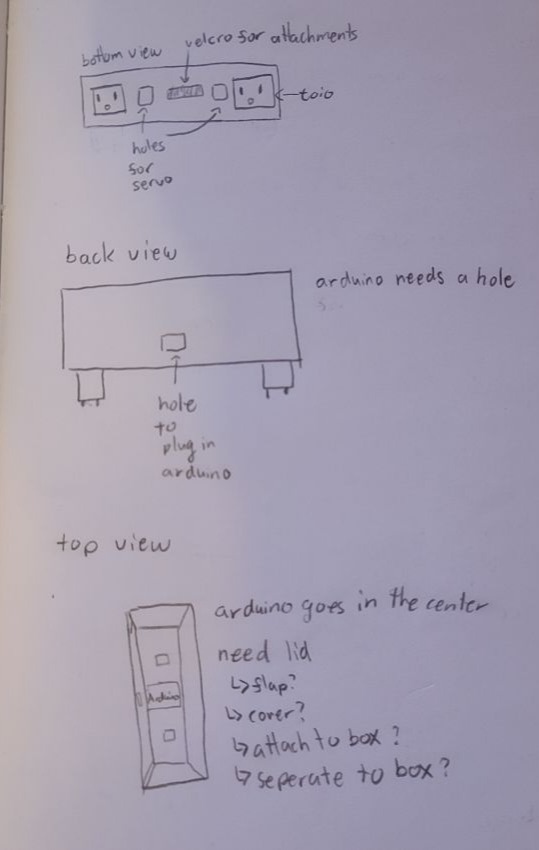 bottom view
velcro for attachments
toio
holes
for
servo
back view
arduino needs a hole
hole
to
plug in
arduino
top view
arduino goes in the center
need lid
↳ flap?
↳ cover?
↳ attach to box?
↳ seperate to box?
Arduino